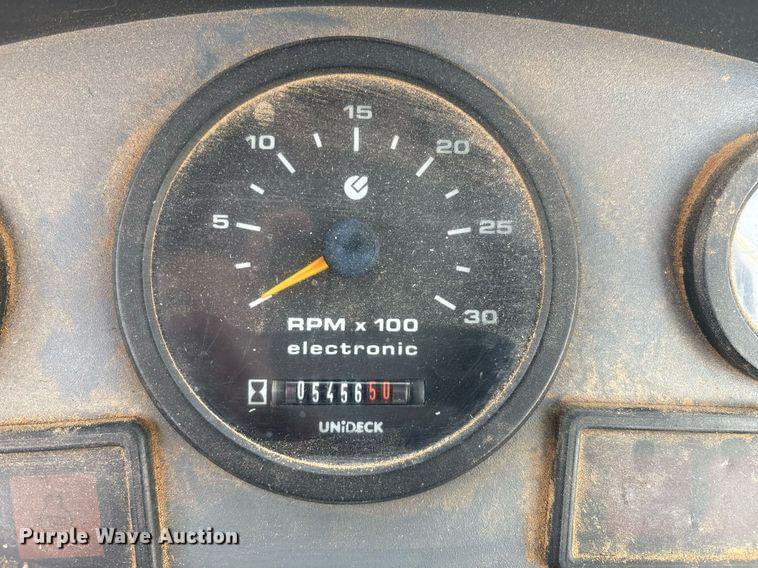 15
10 20
5 25
30
RPM x 100
electronic
0545650
UNiDECK
Purple Wave Auction